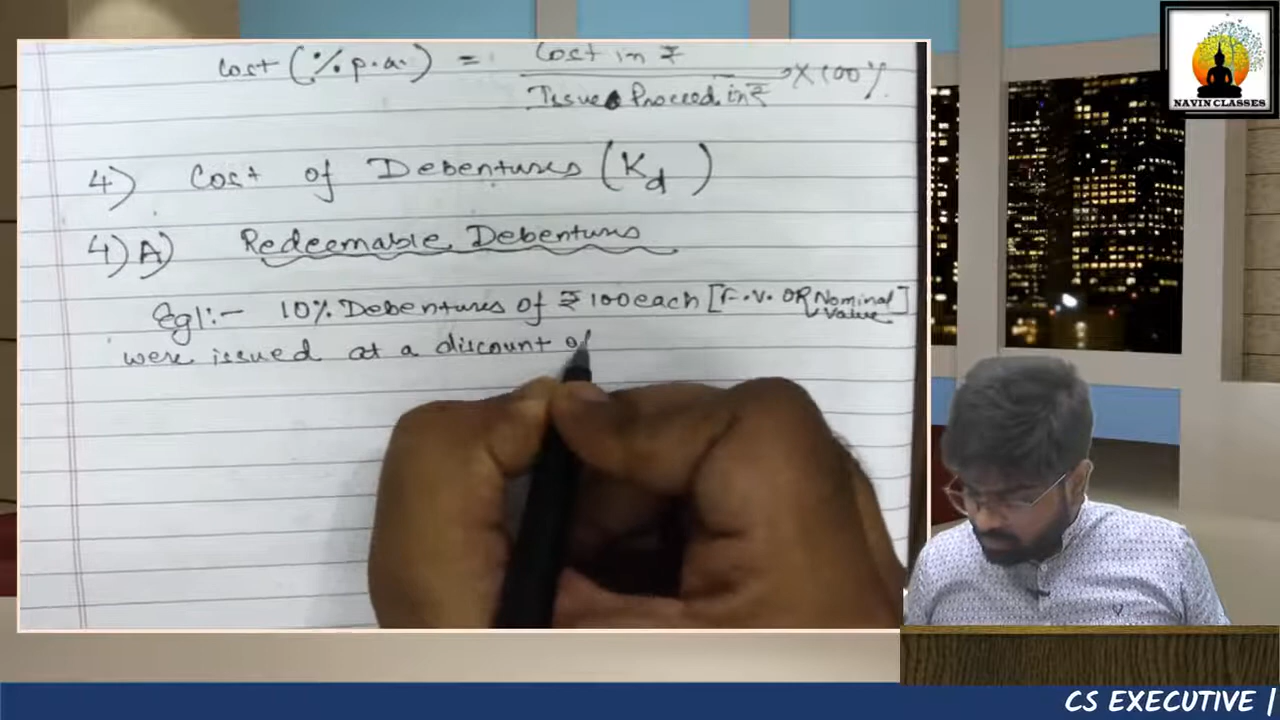 Cost (% p.a.) = Cost in ₹ × 100%
Issue Proceed in ₹
4) Cost of Debentures (Kd)
4) A) Redeemable Debentures
Eg1:- 10% Debentures of ₹ 100 each [F.V. OR Nominal Value]
were issued at a discount of
NAVIN CLASSES
CS EXECUTIVE |